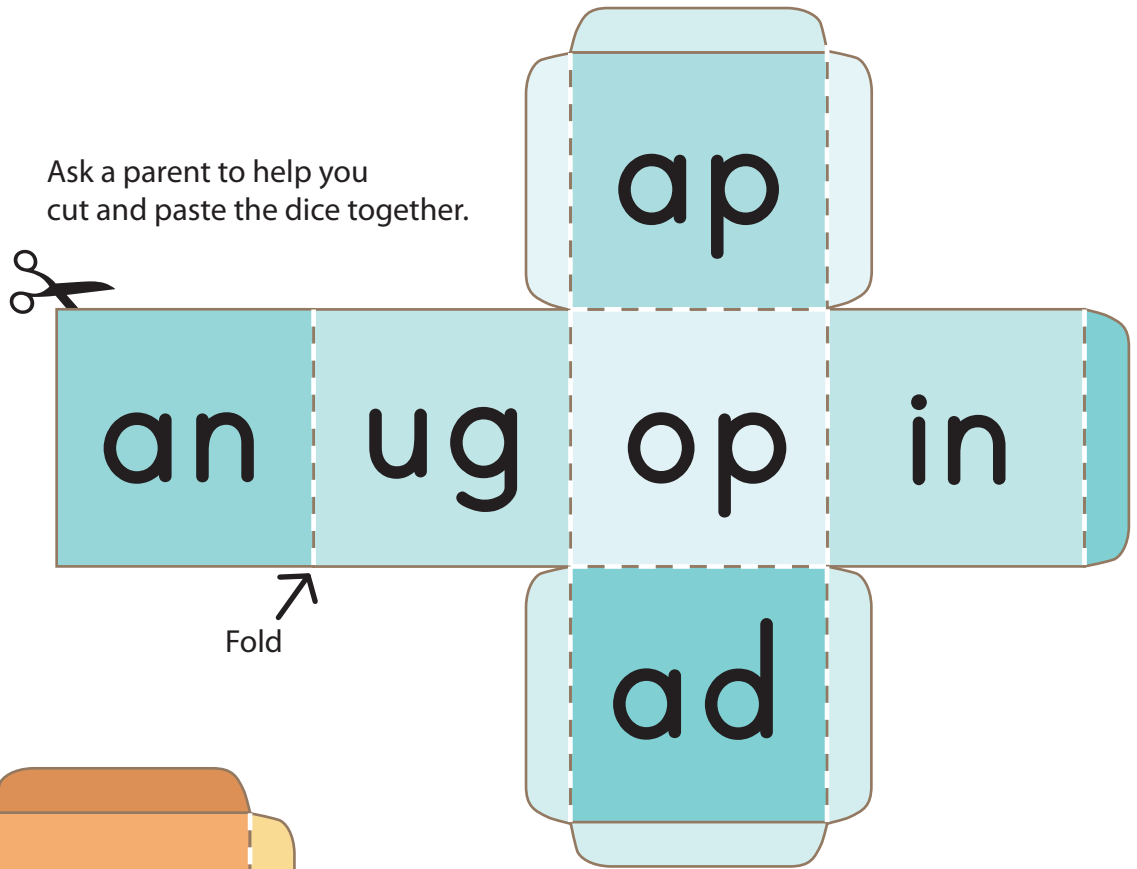 ap
Ask a parent to help you
cut and paste the dice together.
an ug op in
Fold
ad